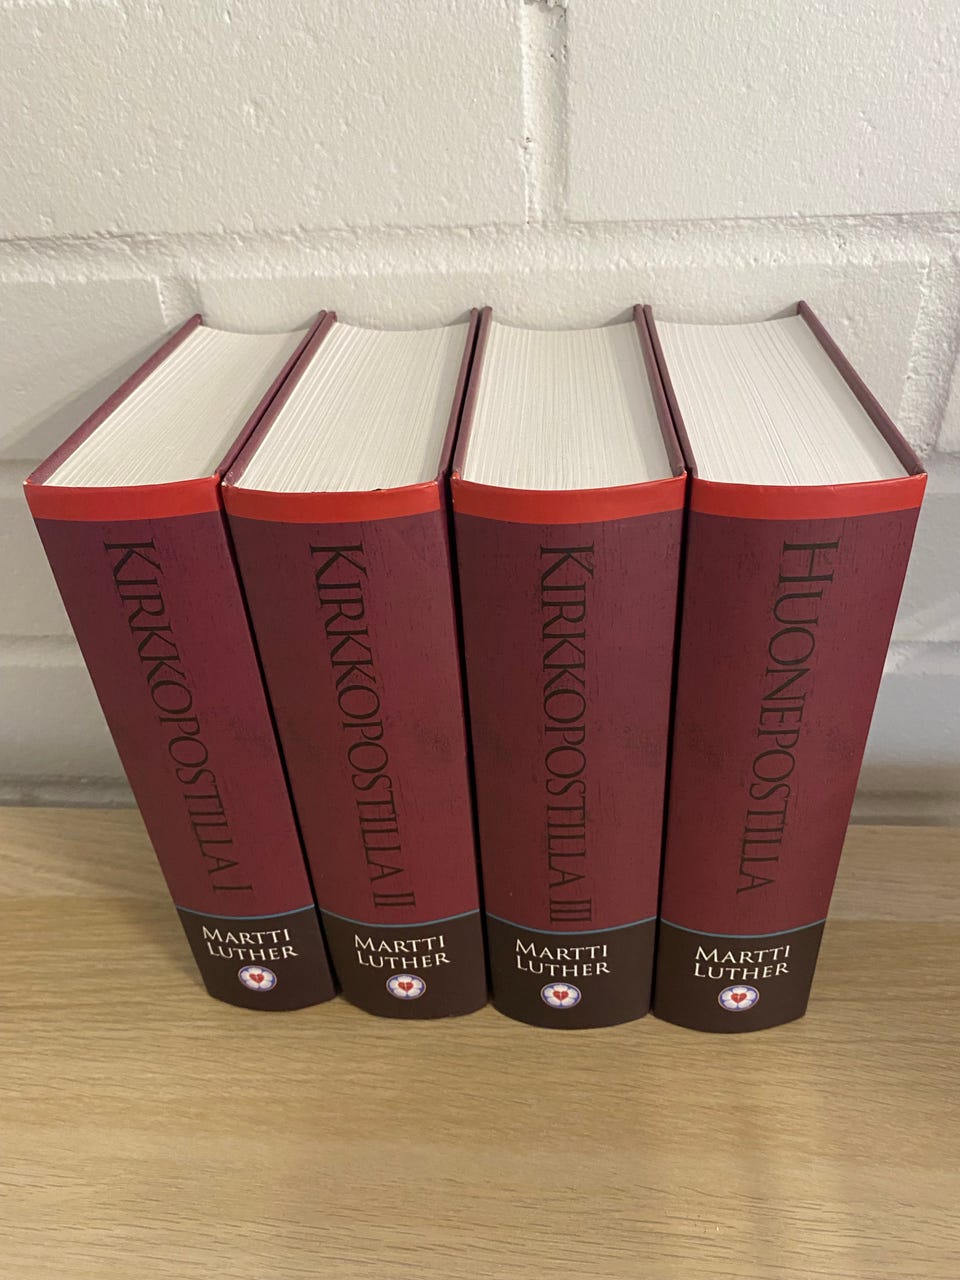 KIRKKOPOSTILLA I
MARTTI
LUTHER
KIRKKOPOSTILLA II
MARTTI
LUTHER
KIRKKOPOSTILLA III
MARTTI
LUTHER
HUONEPOSTILLA
MARTTI
LUTHER